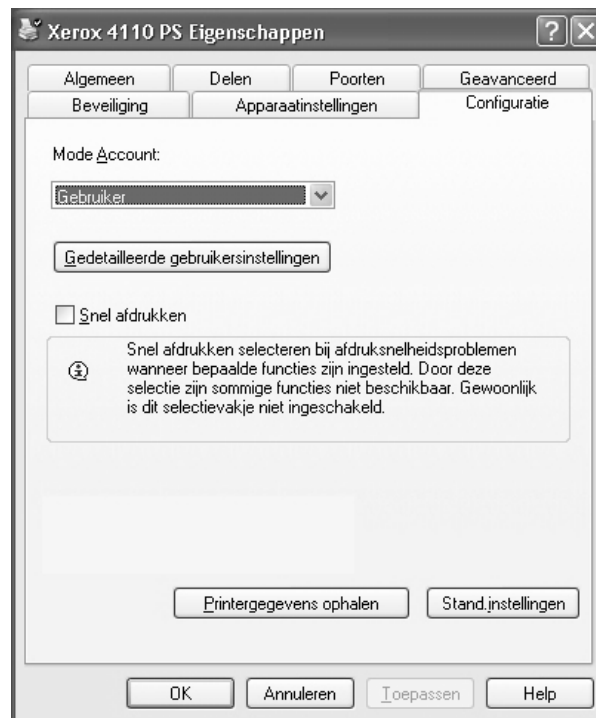 Xerox 4110 PS Eigenschappen
Algemeen Delen Poorten Geavanceerd
Beveiliging Apparaatinstellingen Configuratie
Mode Account:
Gebruiker
Gedetailleerde gebruikersinstellingen
Snel afdrukken
Snel afdrukken selecteren bij afdruksnelheidsproblemen
wanneer bepaalde functies zijn ingesteld. Door deze
selectie zijn sommige functies niet beschikbaar. Gewoonlijk
is dit selectievakje niet ingeschakeld.
Printergegevens ophalen Stand.instellingen
OK Annuleren Toepassen Help